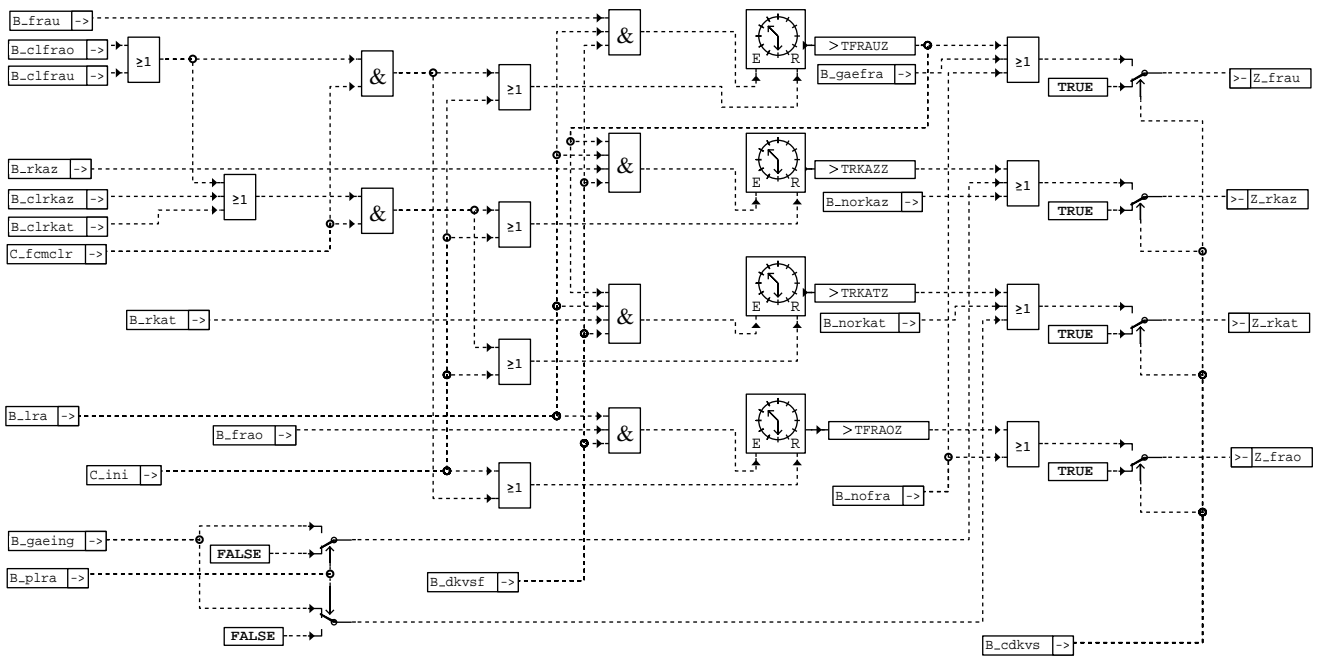 B_frau ->
B_clfrao ->
B_clfrau ->
≥1
&
≥1
&
E R
>TFRAUZ
B_gaefra ->
≥1
TRUE
>- Z_frau
B_rkaz ->
B_clrkaz ->
B_clrkat ->
C_fcmclr ->
≥1
&
≥1
&
E R
>TRKAZZ
B_norkaz ->
≥1
TRUE
>- Z_rkaz
B_rkat ->
≥1
&
E R
>TRKATZ
B_norkat ->
≥1
TRUE
>- Z_rkat
B_lra ->
B_frao ->
C_ini ->
≥1
&
E R
>TFRAOZ
B_nofra ->
≥1
TRUE
>- Z_frao
B_gaeing ->
FALSE
B_plra ->
FALSE
B_dkvsf ->
B_cdkvs ->